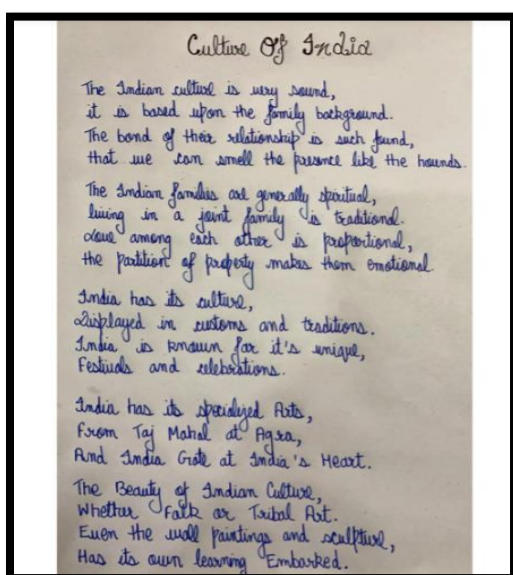 Culture Of India
The Indian culture is very sound,
it is based upon the family background.
The bond of their relationship is such found,
that we can smell the presence like the hounds.
The Indian families are generally spiritual,
living in a joint family is traditional.
Love among each other is proportional,
the partition of property makes them emotional.
India has its culture,
Displayed in customs and traditions.
India is known for it's unique,
Festivals and celebrations.
India has its specialized Arts,
From Taj Mahal at Agra,
And India Gate at India's Heart.
The Beauty of Indian Culture,
Whether Folk or Tribal Art.
Even the wall paintings and sculpture,
Has its own learning Embarked.